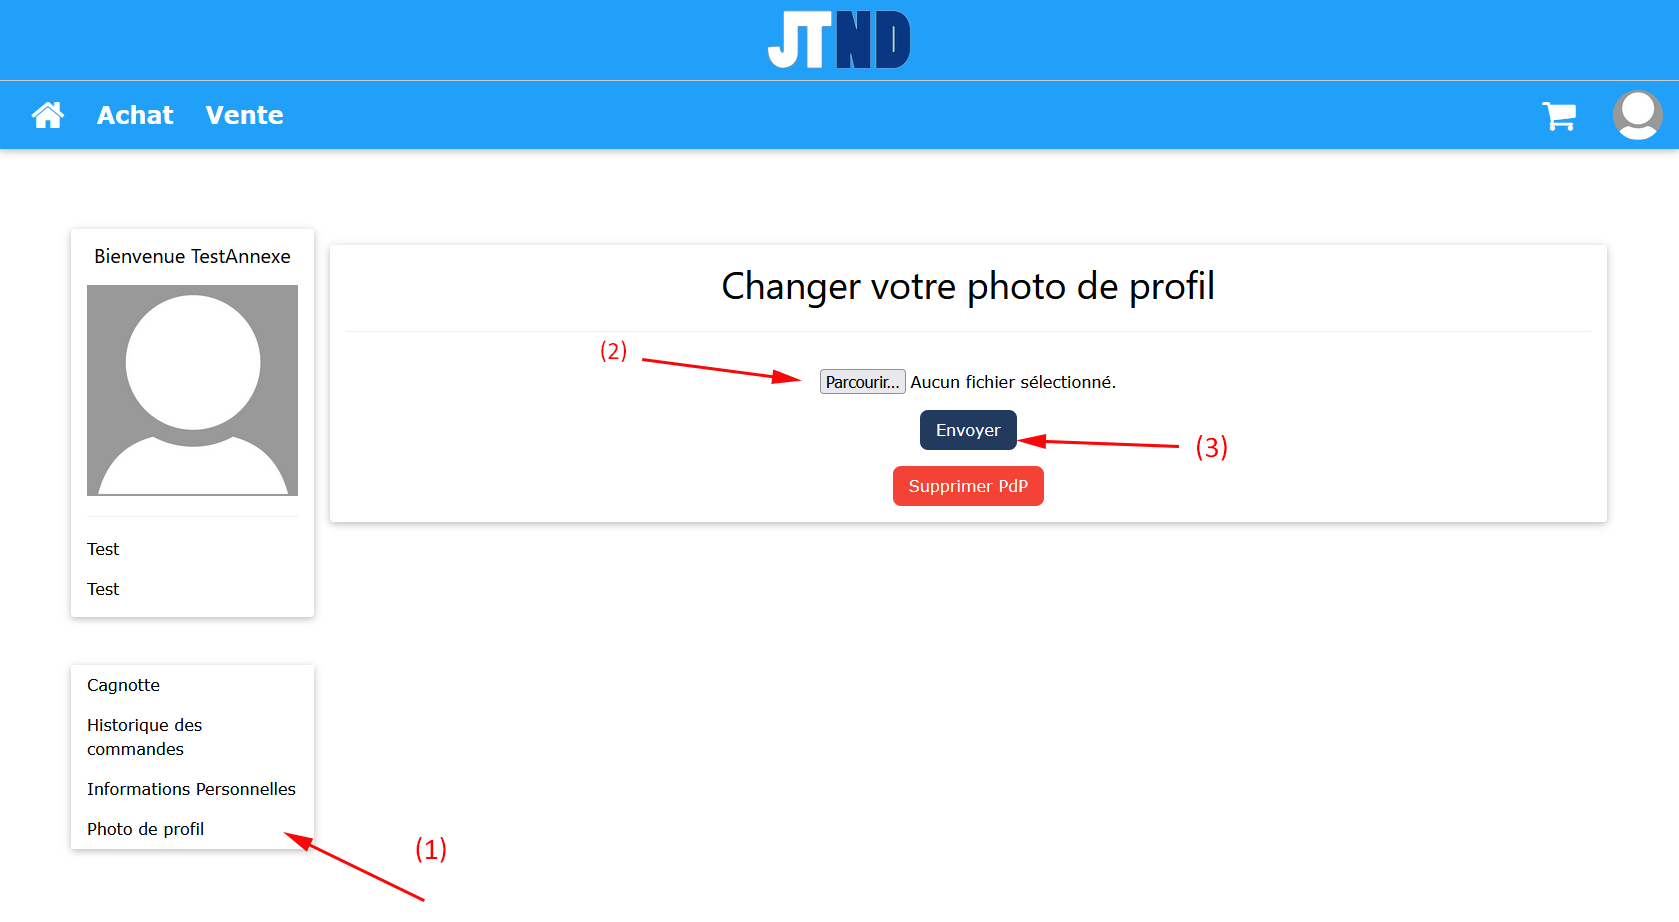 JTND
Achat Vente
Bienvenue TestAnnexe
Test
Test
Cagnotte
Historique des
commandes
Informations Personnelles
Photo de profil
(1)
Changer votre photo de profil
(2)
Parcourir... Aucun fichier sélectionné.
Envoyer
(3)
Supprimer PdP